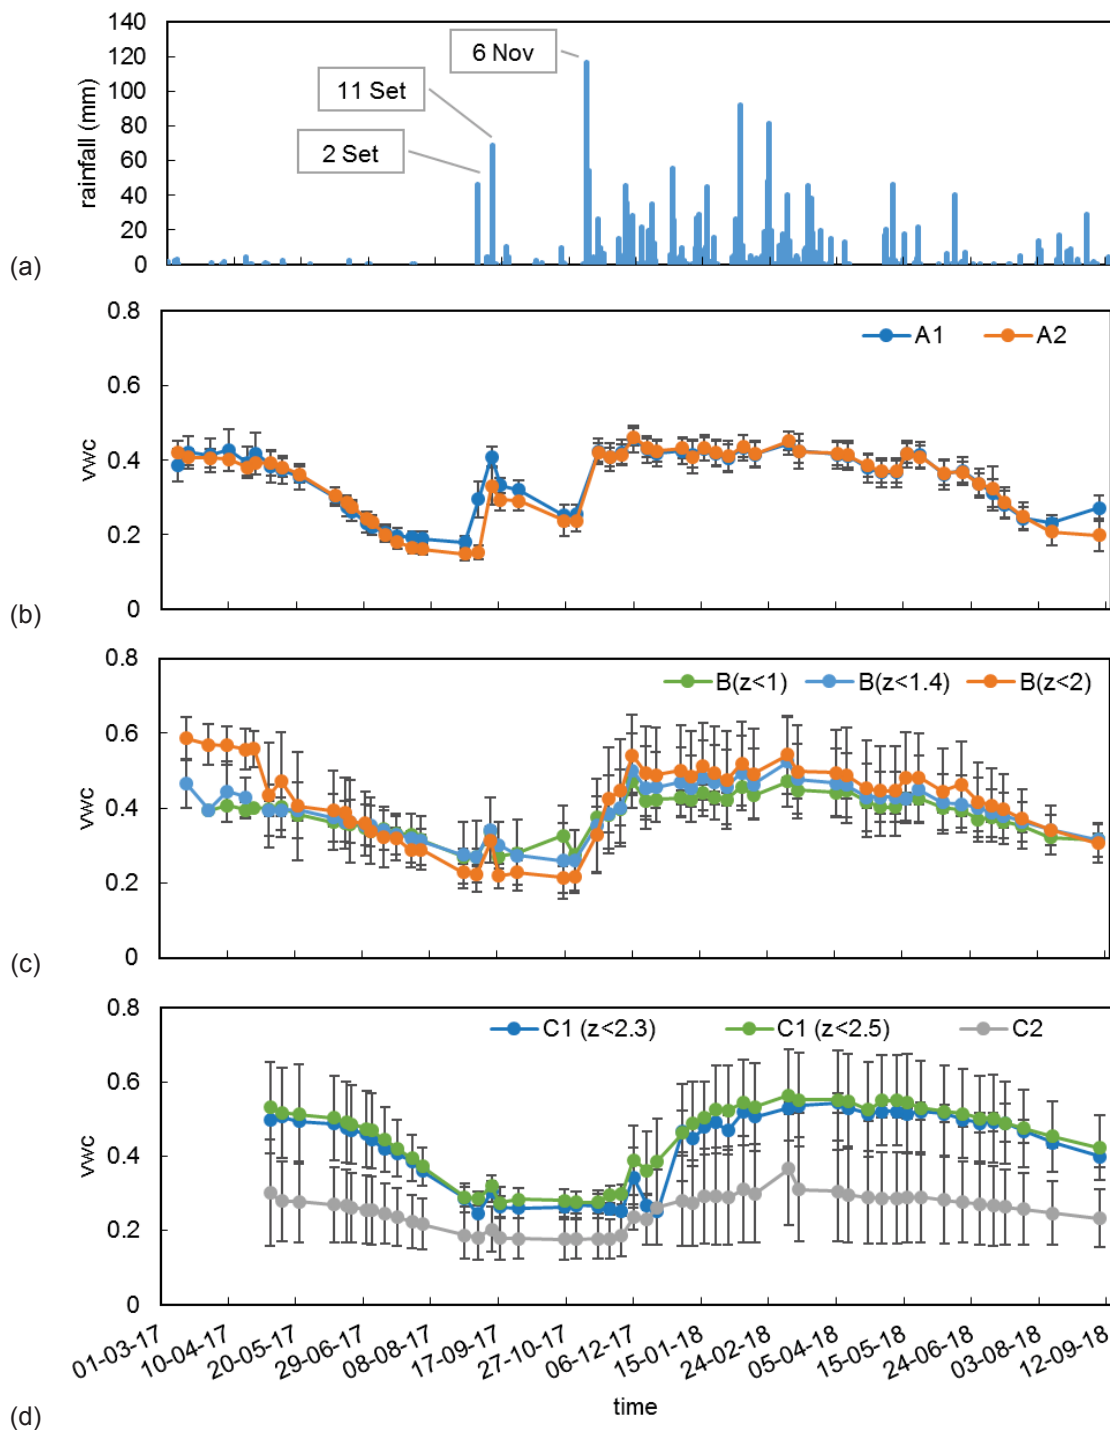 140
120
100
80
60
40
20
0
rainfall (mm)
6 Nov
11 Set
2 Set
(a)
0.8
0.6
0.4
0.2
0
vwc
A1 A2
(b)
0.8
0.6
0.4
0.2
0
vwc
B(z<1) B(z<1.4) B(z<2)
(c)
0.8
0.6
0.4
0.2
0
vwc
C1 (z<2.3) C1 (z<2.5) C2
01-03-17 10-04-17 20-05-17 29-06-17 08-08-17 17-09-17 27-10-17 06-12-17 15-01-18 24-02-18 05-04-18 15-05-18 24-06-18 03-08-18 12-09-18
time
(d)